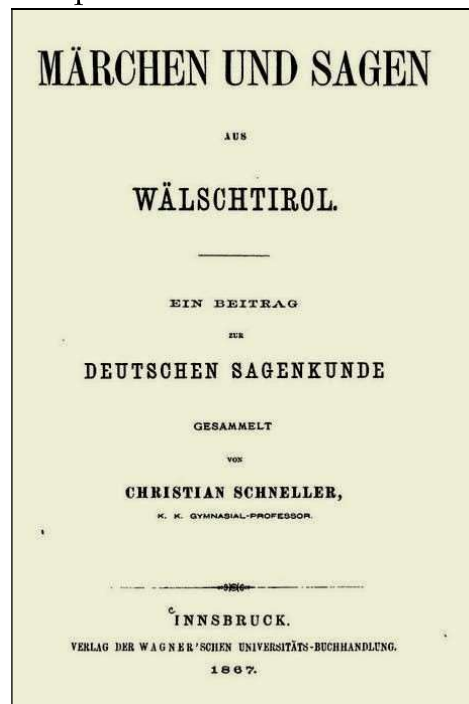 MÄRCHEN UND SAGEN
AUS
WÄLSCHTIROL.
EIN BEITRAG
ZUR
DEUTSCHEN SAGENKUNDE
GESAMMELT
VON
CHRISTIAN SCHNELLER,
K. K. GYMNASIAL-PROFESSOR.
INNSBRUCK.
VERLAG DER WAGNER'SCHEN UNIVERSITÄTS-BUCHHANDLUNG.
1867.